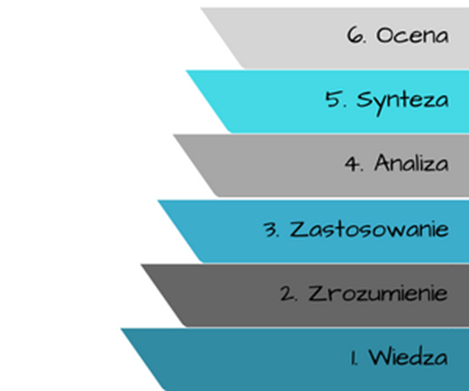 6. Ocena
5. Synteza
4. Analiza
3. Zastosowanie
2. Zrozumienie
1. Wiedza